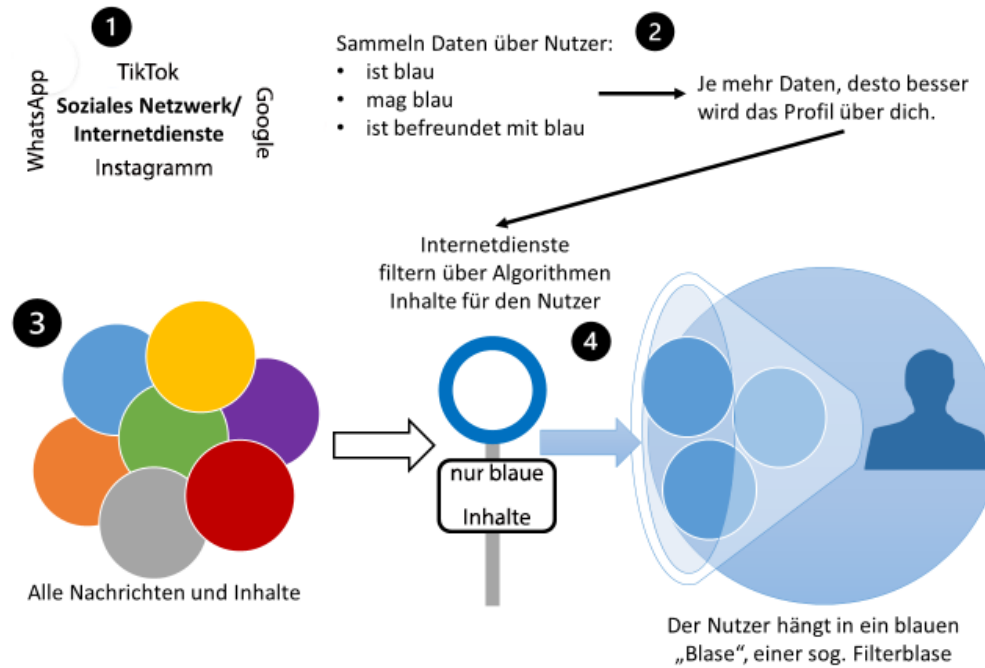 1
WhatsApp
TikTok
Soziales Netzwerk/
Internetdienste
Instagramm
Google
2
Sammeln Daten über Nutzer:
• ist blau
• mag blau
• ist befreundet mit blau
Je mehr Daten, desto besser
wird das Profil über dich.
Internetdienste
filtern über Algorithmen
Inhalte für den Nutzer
3
Alle Nachrichten und Inhalte
nur blaue
Inhalte
4
Der Nutzer hängt in ein blauen
„Blase“, einer sog. Filterblase